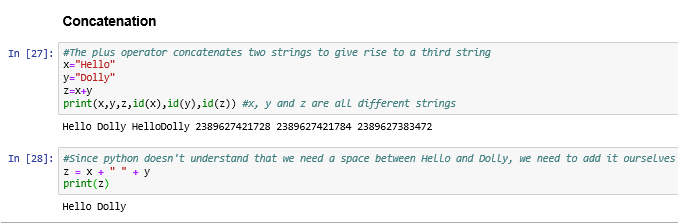 Concatenation
In [27]: #The plus operator concatenates two strings to give rise to a third string
x="Hello"
y="Dolly"
z=x+y
print(x,y,z,id(x),id(y),id(z)) #x, y and z are all different strings
Hello Dolly HelloDolly 2389627421728 2389627421784 2389627383472
In [28]: #Since python doesn't understand that we need a space between Hello and Dolly, we need to add it ourselves
z = x + " " + y
print(z)
Hello Dolly